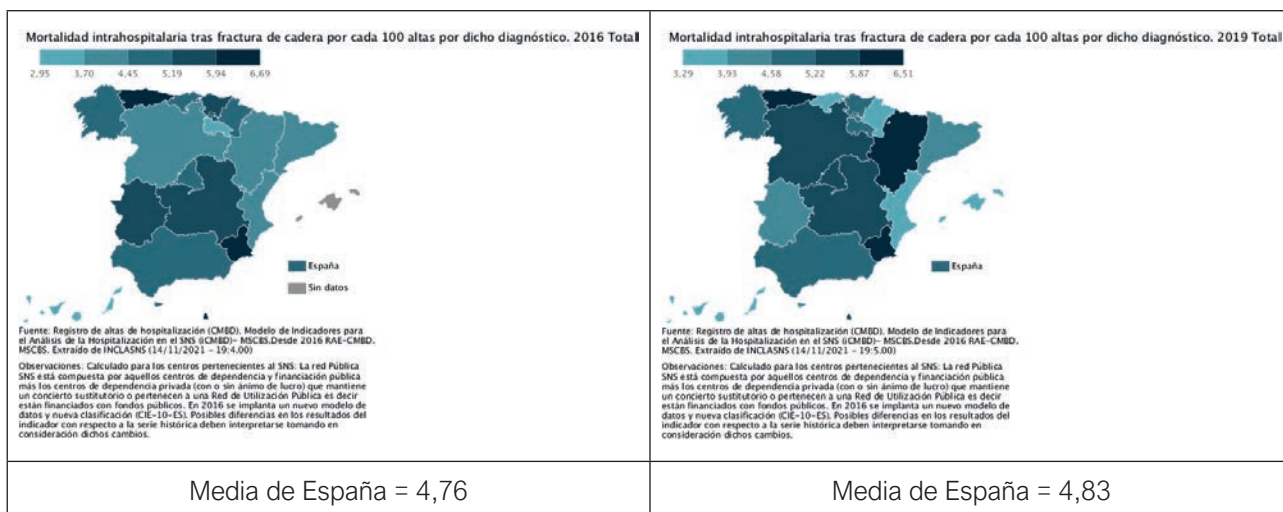 Mortalidad intrahospitalaria tras fractura de cadera por cada 100 altas por dicho diagnóstico. 2016 Total
2,95 3,70 4,45 5,19 5,94 6,69
España
Sin datos
Fuente: Registro de altas de hospitalización (CMBD). Modelo de Indicadores para
el Análisis de la Hospitalización en el SNS (iCMBD)- MSCBS.Desde 2016 RAE-CMBD.
MSCBS. Extraído de INCLASNS (14/11/2021 - 19:4.00)
Observaciones: Calculado para los centros pertenecientes al SNS: La red Pública
SNS está compuesta por aquellos centros de dependencia y financiación pública
más los centros de dependencia privada (con o sin ánimo de lucro) que mantiene
un concierto sustitutorio o pertenecen a una Red de Utilización Pública es decir
están financiados con fondos públicos. En 2016 se implanta un nuevo modelo de
datos y nueva clasificación (CIE-10-ES). Posibles diferencias en los resultados del
indicador con respecto a la serie histórica deben interpretarse tomando en
consideración dichos cambios.
Media de España = 4,76
Mortalidad intrahospitalaria tras fractura de cadera por cada 100 altas por dicho diagnóstico. 2019 Total
3,29 3,93 4,58 5,22 5,87 6,51
España
Fuente: Registro de altas de hospitalización (CMBD). Modelo de Indicadores para
el Análisis de la Hospitalización en el SNS (iCMBD)- MSCBS.Desde 2016 RAE-CMBD.
MSCBS. Extraído de INCLASNS (14/11/2021 - 19:5.00)
Observaciones: Calculado para los centros pertenecientes al SNS: La red Pública
SNS está compuesta por aquellos centros de dependencia y financiación pública
más los centros de dependencia privada (con o sin ánimo de lucro) que mantiene
un concierto sustitutorio o pertenecen a una Red de Utilización Pública es decir
están financiados con fondos públicos. En 2016 se implanta un nuevo modelo de
datos y nueva clasificación (CIE-10-ES). Posibles diferencias en los resultados del
indicador con respecto a la serie histórica deben interpretarse tomando en
consideración dichos cambios.
Media de España = 4,83